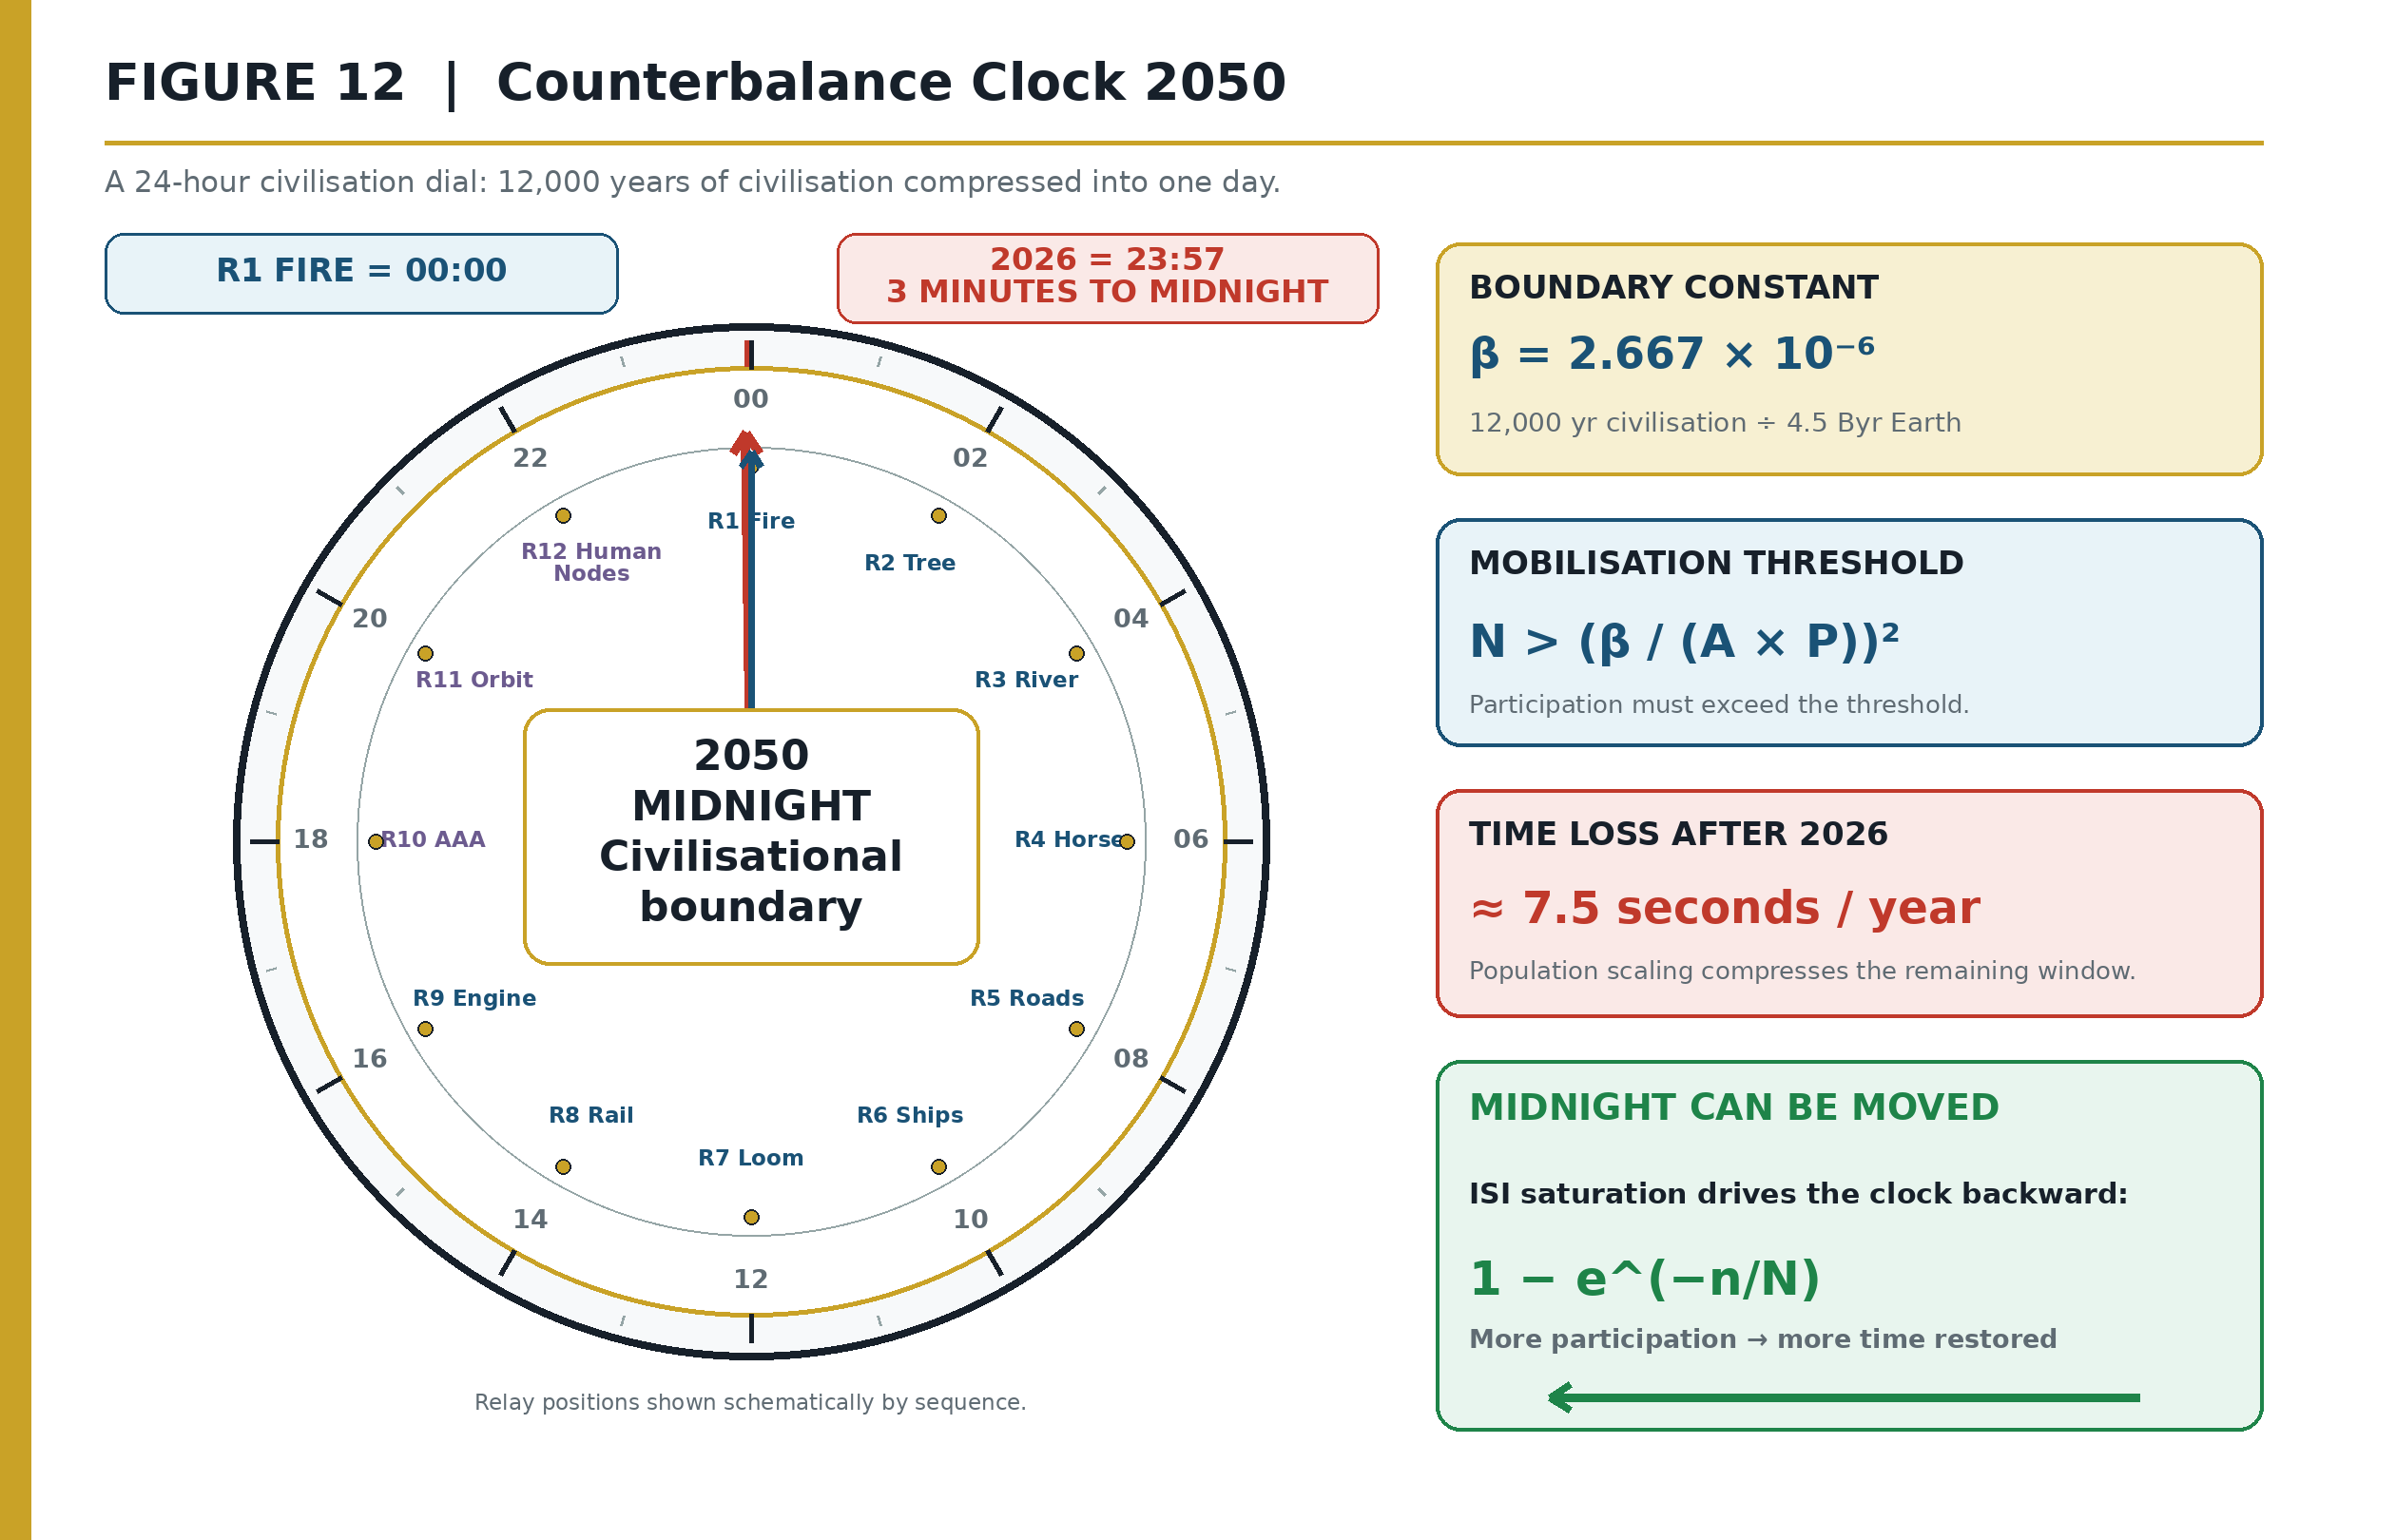 FIGURE 12 | Counterbalance Clock 2050
A 24-hour civilisation dial: 12,000 years of civilisation compressed into one day.
R1 FIRE = 00:00
2026 = 23:57
3 MINUTES TO MIDNIGHT
00
02
04
06
08
10
12
14
16
18
20
22
R1 Fire
R2 Tree
R3 River
R4 Horse
R5 Roads
R6 Ships
R7 Loom
R8 Rail
R9 Engine
R10 AAA
R11 Orbit
R12 Human
Nodes
2050
MIDNIGHT
Civilisational
boundary
Relay positions shown schematically by sequence.
BOUNDARY CONSTANT
β = 2.667 × 10⁻⁶
12,000 yr civilisation ÷ 4.5 Byr Earth
MOBILISATION THRESHOLD
N > (β / (A × P))²
Participation must exceed the threshold.
TIME LOSS AFTER 2026
≈ 7.5 seconds / year
Population scaling compresses the remaining window.
MIDNIGHT CAN BE MOVED
ISI saturation drives the clock backward:
1 − e^(−n/N)
More participation → more time restored